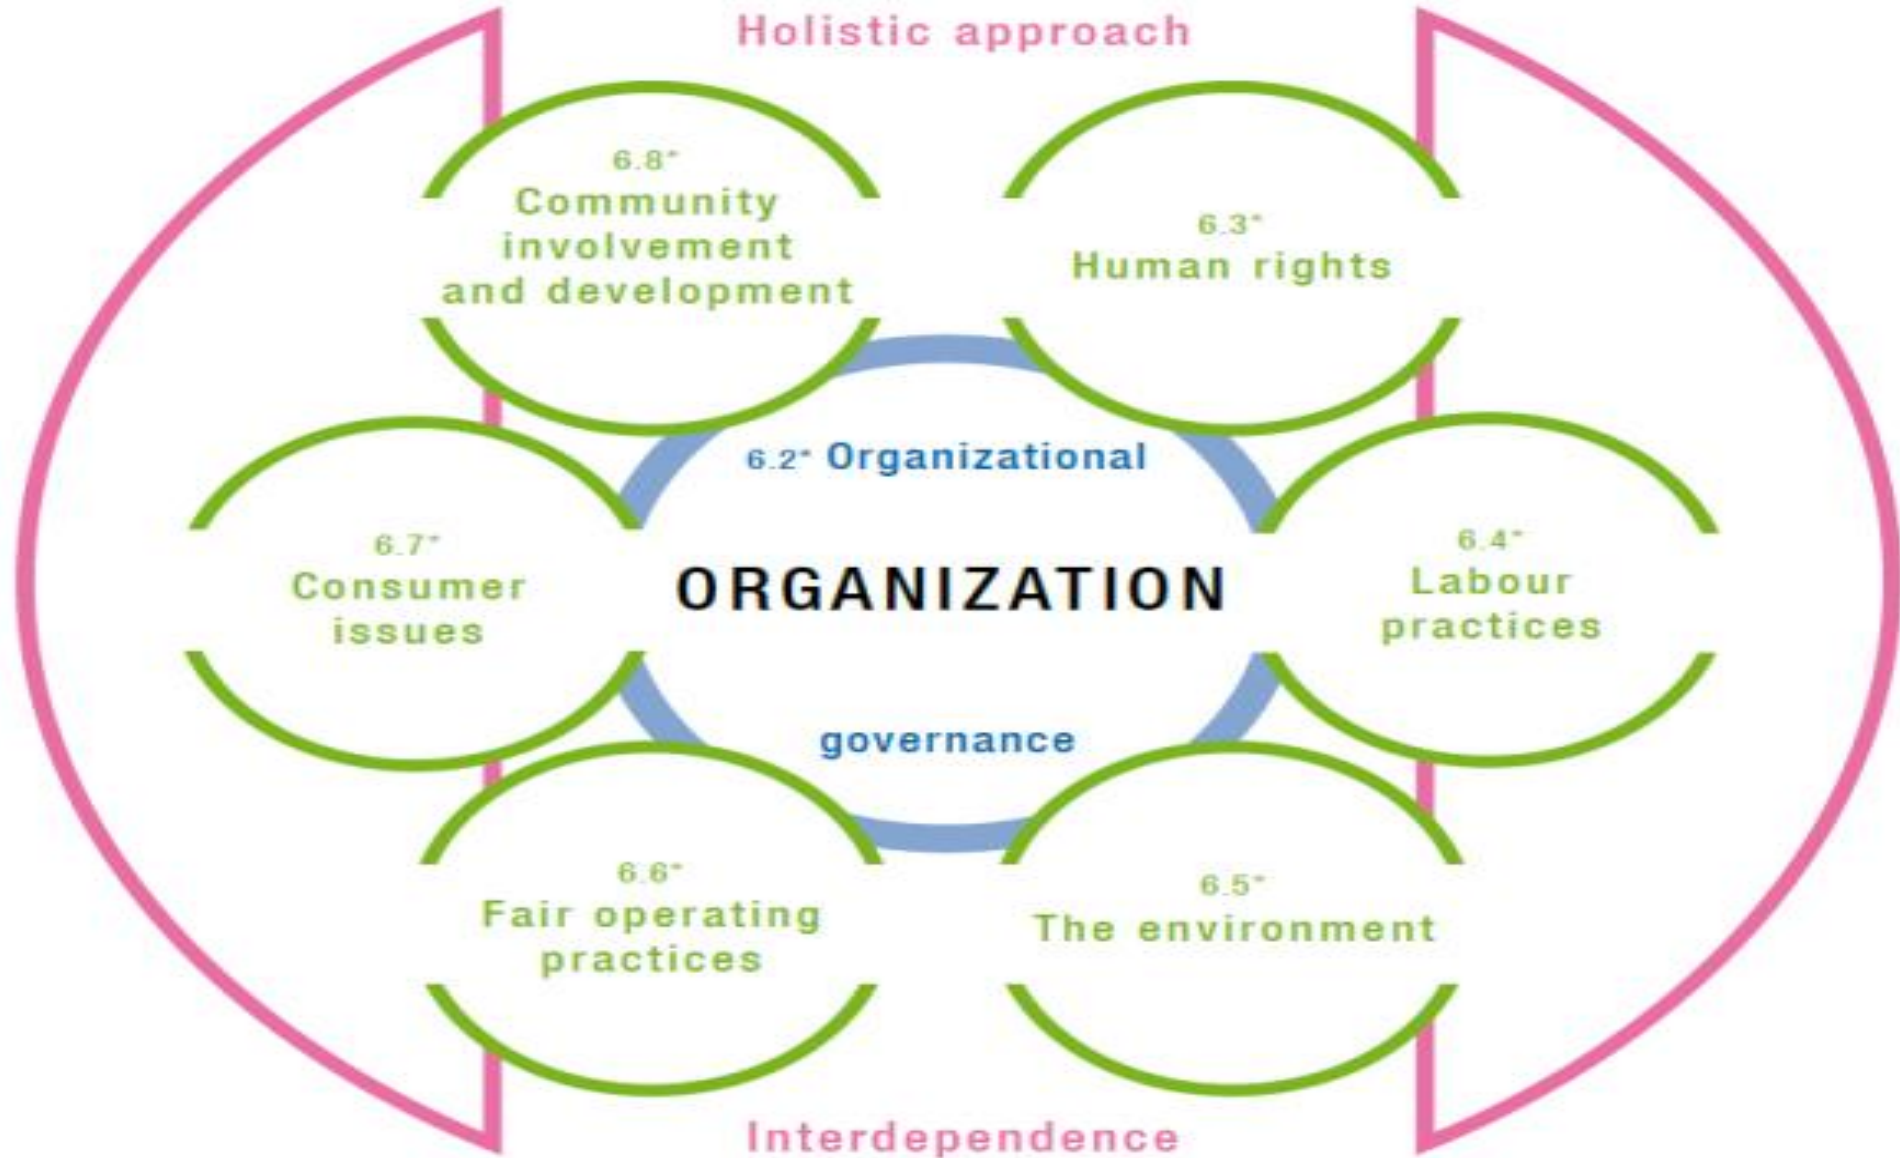 Holistic approach
6.8*
Community
involvement
and development
6.3*
Human rights
6.2* Organizational
6.7*
Consumer
issues
ORGANIZATION
6.4*
Labour
practices
governance
6.6*
Fair operating
practices
6.5*
The environment
Interdependence